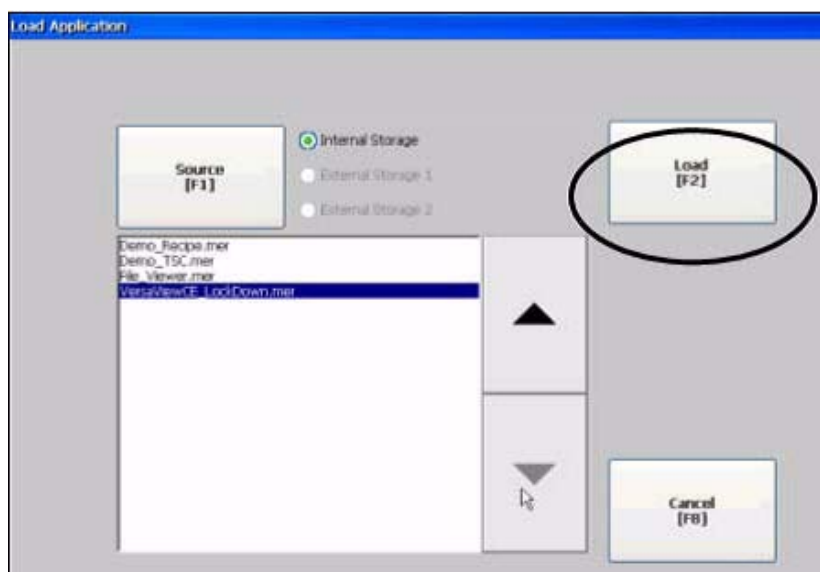 Load Application
Internal Storage
Source
[F1]
External Storage 1
External Storage 2
Load
[F2]
Demo_Recipe.mer
Demo_TSC.mer
File_Viewer.mer
VersaViewCE_LockDown.mer
Cancel
[F8]